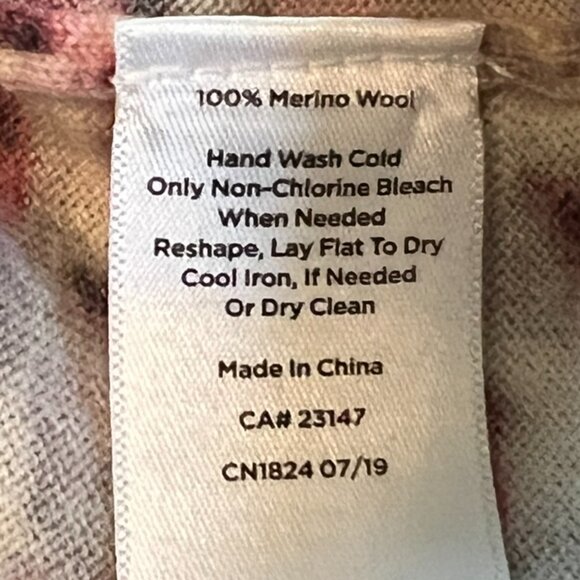 100% Merino Wool
Hand Wash Cold
Only Non-Chlorine Bleach
When Needed
Reshape, Lay Flat To Dry
Cool Iron, If Needed
Or Dry Clean
Made In China
CA# 23147
CN1824 07/19